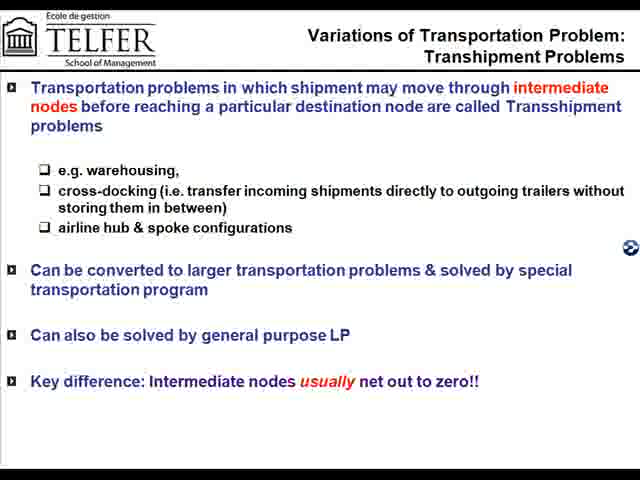 Ecole de gestion
TELFER
School of Management
Variations of Transportation Problem:
Transhipment Problems
Transportation problems in which shipment may move through intermediate
nodes before reaching a particular destination node are called Transshipment
problems
e.g. warehousing,
cross-docking (i.e. transfer incoming shipments directly to outgoing trailers without
storing them in between)
airline hub & spoke configurations
Can be converted to larger transportation problems & solved by special
transportation program
Can also be solved by general purpose LP
Key difference: Intermediate nodes usually net out to zero!!